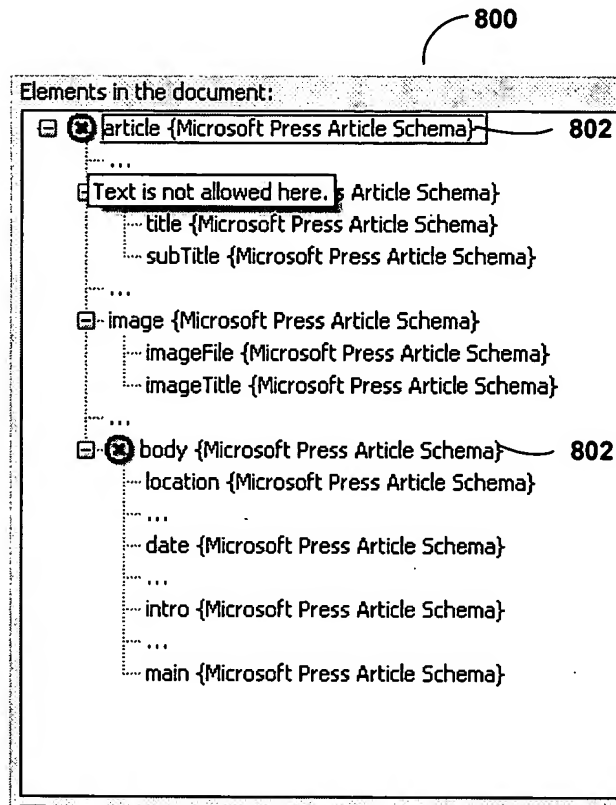 800
Elements in the document:
article {Microsoft Press Article Schema} 802
...
Text is not allowed here. s Article Schema}
title {Microsoft Press Article Schema}
subTitle {Microsoft Press Article Schema}
...
image {Microsoft Press Article Schema}
imageFile {Microsoft Press Article Schema}
imageTitle {Microsoft Press Article Schema}
...
body {Microsoft Press Article Schema} 802
location {Microsoft Press Article Schema}
...
date {Microsoft Press Article Schema}
...
intro {Microsoft Press Article Schema}
...
main {Microsoft Press Article Schema}